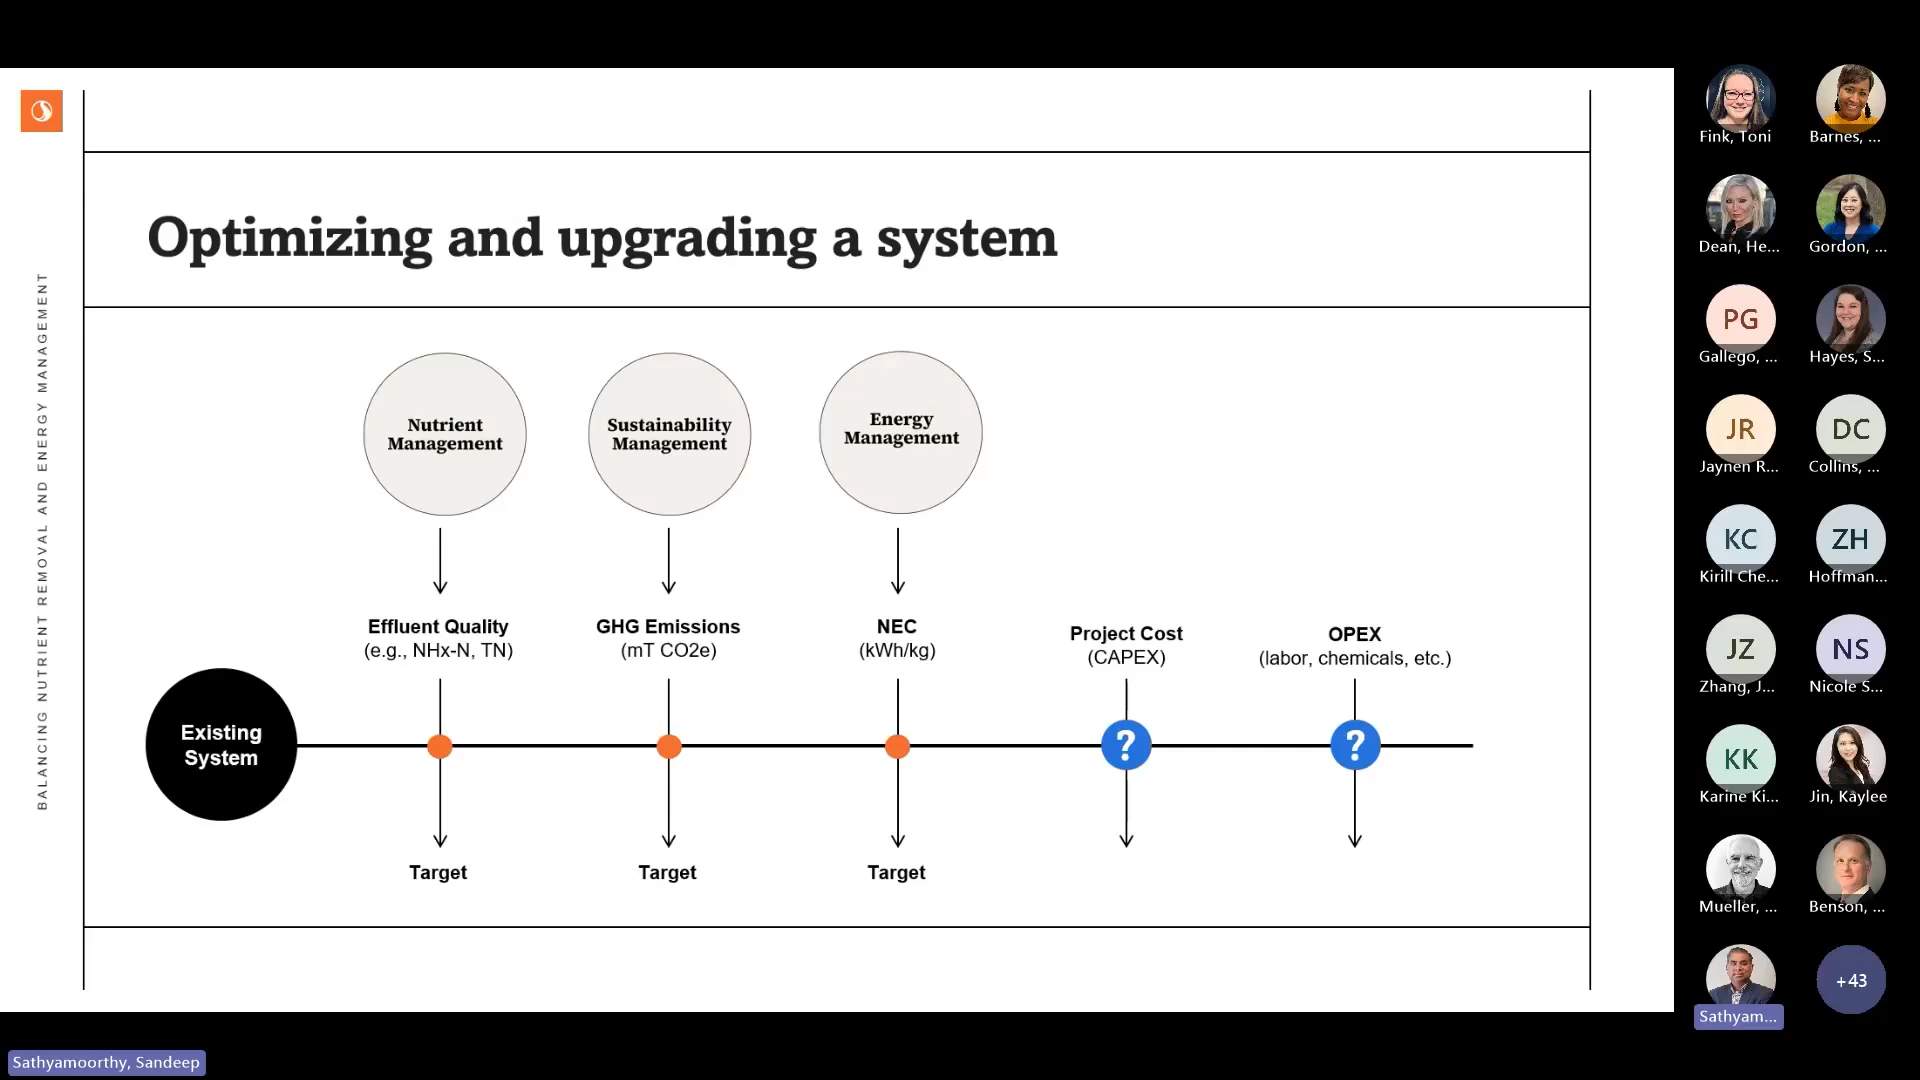 BALANCING NUTRIENT REMOVAL AND ENERGY MANAGEMENT
Optimizing and upgrading a system
Nutrient
Management
Sustainability
Management
Energy
Management
Effluent Quality
(e.g., NHx-N, TN)
GHG Emissions
(mT CO2e)
NEC
(kWh/kg)
Project Cost
(CAPEX)
OPEX
(labor, chemicals, etc.)
Existing
System
?
?
Target
Target
Target
Fink, Toni
Barnes, ...
Dean, He...
Gordon, ...
PG
Gallego, ...
Hayes, S...
JR
Jaynen R...
DC
Collins, ...
KC
Kirill Che...
ZH
Hoffman...
JZ
Zhang, J...
NS
Nicole S...
KK
Karine Ki...
Jin, Kaylee
Mueller, ...
Benson, ...
Sathyam...
+43
Sathyamoorthy, Sandeep